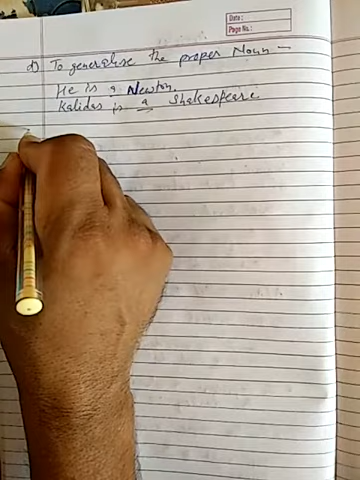 Date:
Page No.:
d) To generalise the proper Noun —
He is a Newton.
Kalidas is a Shakespeare.